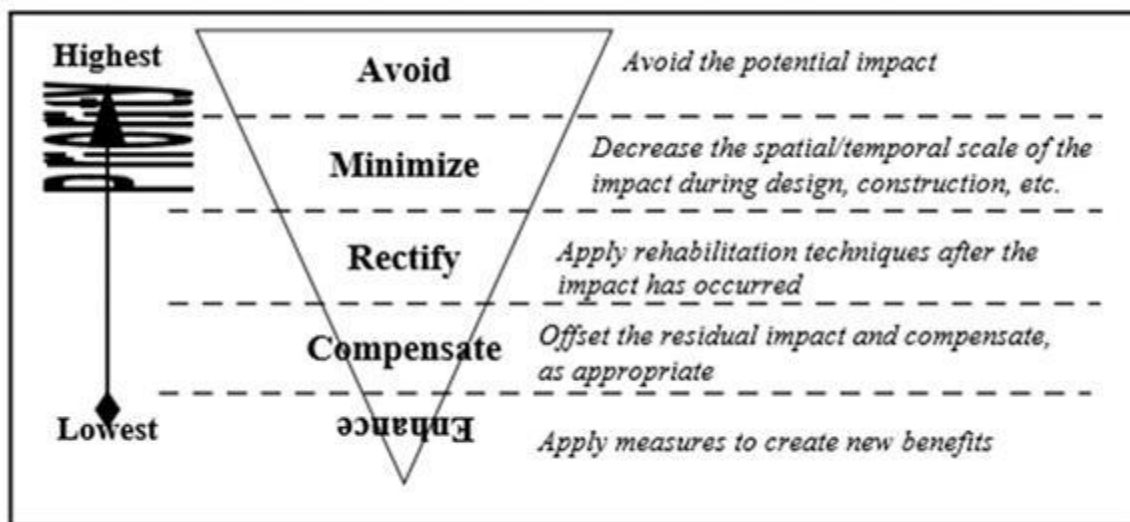 Highest
Avoid
Avoid the potential impact
Minimize
Decrease the spatial/temporal scale of the
impact during design, construction, etc.
Rectify
Apply rehabilitation techniques after the
impact has occurred
Compensate
Offset the residual impact and compensate,
as appropriate
Lowest
Enhance
Apply measures to create new benefits